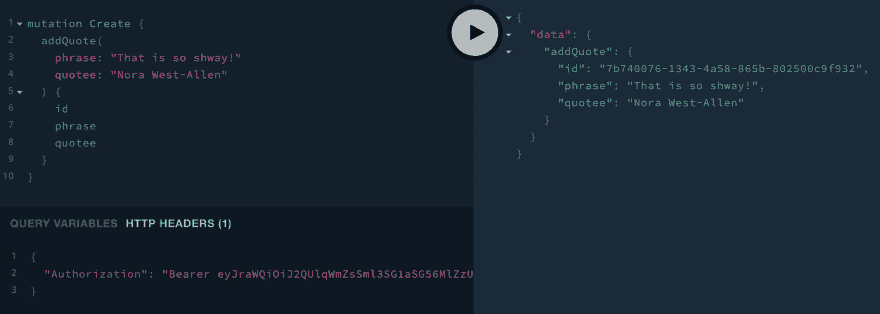 1 mutation Create {
2 addQuote(
3 phrase: "That is so shway!"
4 quotee: "Nora West-Allen"
5 ) {
6 id
7 phrase
8 quotee
9 }
10 }
QUERY VARIABLES HTTP HEADERS (1)
1 {
2 "Authorization": "Bearer eyJraWQiOiJ2QUlqWmZsSml3SG1aSG56MlZzU
3 }
{
"data": {
"addQuote": {
"id": "7b740076-1343-4a58-865b-802500c9f932",
"phrase": "That is so shway!",
"quotee": "Nora West-Allen"
}
}
}